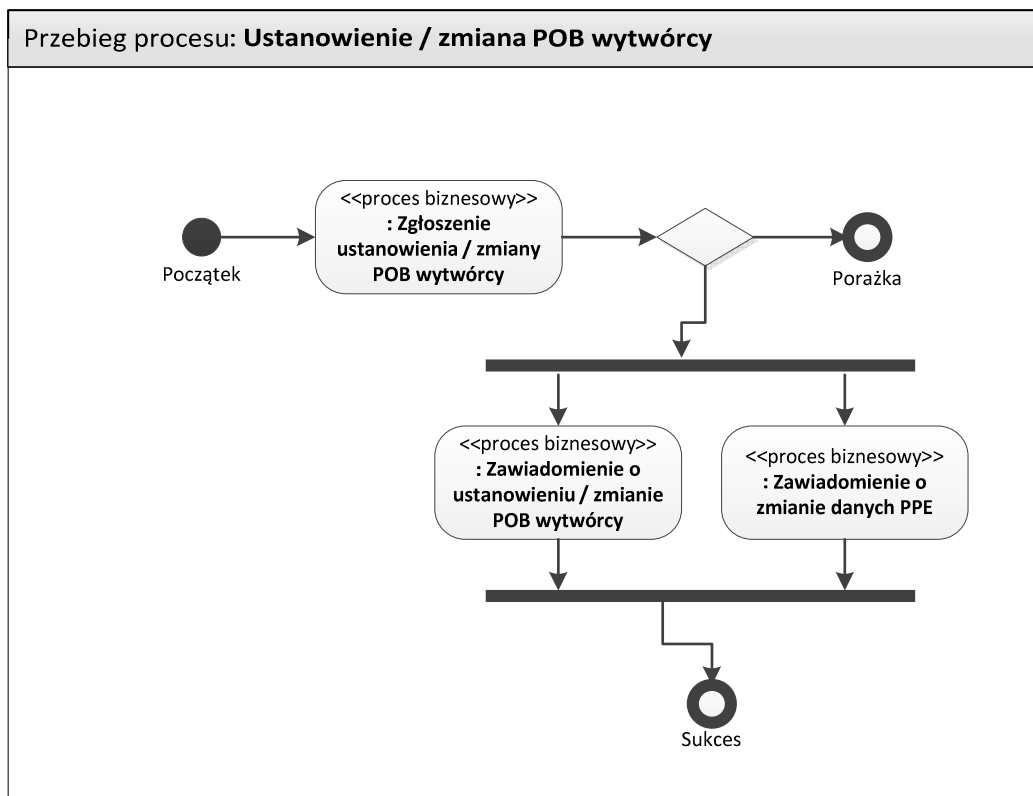 Przebieg procesu: Ustanowienie / zmiana POB wytwórcy
<<proces biznesowy>>
: Zgłoszenie
ustanowienia / zmiany
POB wytwórcy
Początek
Porażka
<<proces biznesowy>>
: Zawiadomienie o
ustanowieniu / zmianie
POB wytwórcy
<<proces biznesowy>>
: Zawiadomienie o
zmianie danych PPE
Sukces